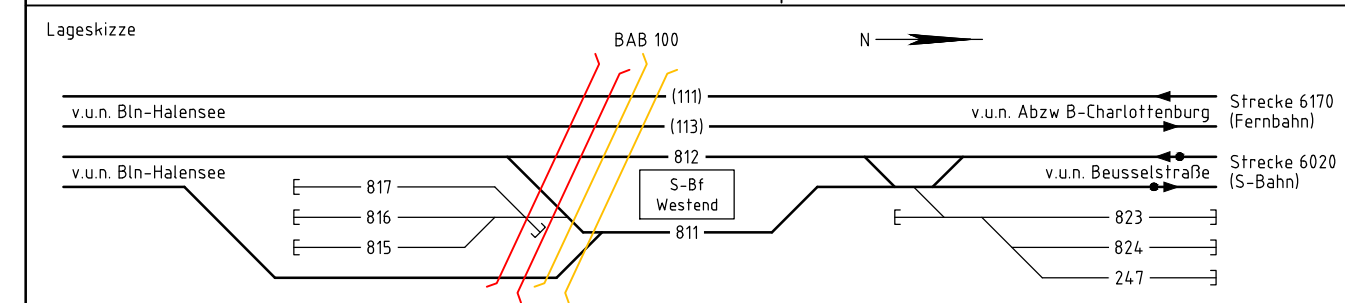 Lageskizze
BAB 100
N
(111)
v.u.n. Bln-Halensee
v.u.n. Abzw B-Charlottenburg
Strecke 6170
(Fernbahn)
(113)
812
v.u.n. Bln-Halensee
v.u.n. Beusselstraße
Strecke 6020
(S-Bahn)
817
S-Bf
Westend
816
823
811
815
824
247